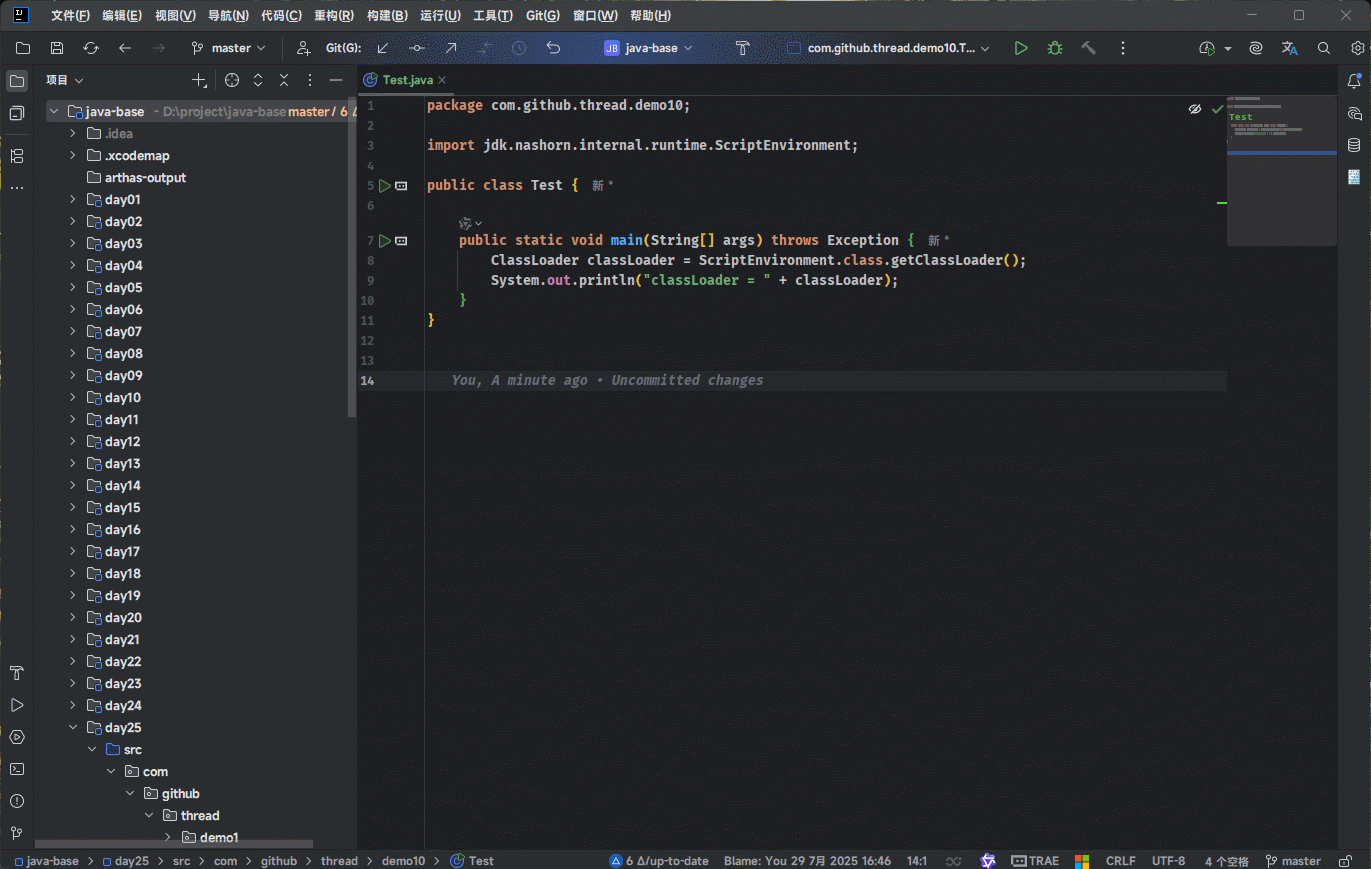 文件(F) 编辑(E) 视图(V) 导航(N) 代码(C) 重构(R) 构建(B) 运行(U) 工具(T) Git(G) 窗口(W) 帮助(H)
master Git(G): JB java-base com.github.thread.demo10.T...
项目
Test.java
java-base - D:\project\java-base master / 6 Δ
.idea
.xcodemap
arthas-output
day01
day02
day03
day04
day05
day06
day07
day08
day09
day10
day11
day12
day13
day14
day15
day16
day17
day18
day19
day20
day21
day22
day23
day24
day25
src
com
github
thread
demo1
1 package com.github.thread.demo10;
2
3 import jdk.nashorn.internal.runtime.ScriptEnvironment;
4
5 public class Test { 新 *
6
7 public static void main(String[] args) throws Exception { 新 *
8 ClassLoader classLoader = ScriptEnvironment.class.getClassLoader();
9 System.out.println("classLoader = " + classLoader);
10 }
11 }
12
13
14 You, A minute ago • Uncommitted changes
Test
java-base > day25 > src > com > github > thread > demo10 > Test
6 Δ/up-to-date Blame: You 29 7月 2025 16:46 14:1 TRAE CRLF UTF-8 4 个空格 master